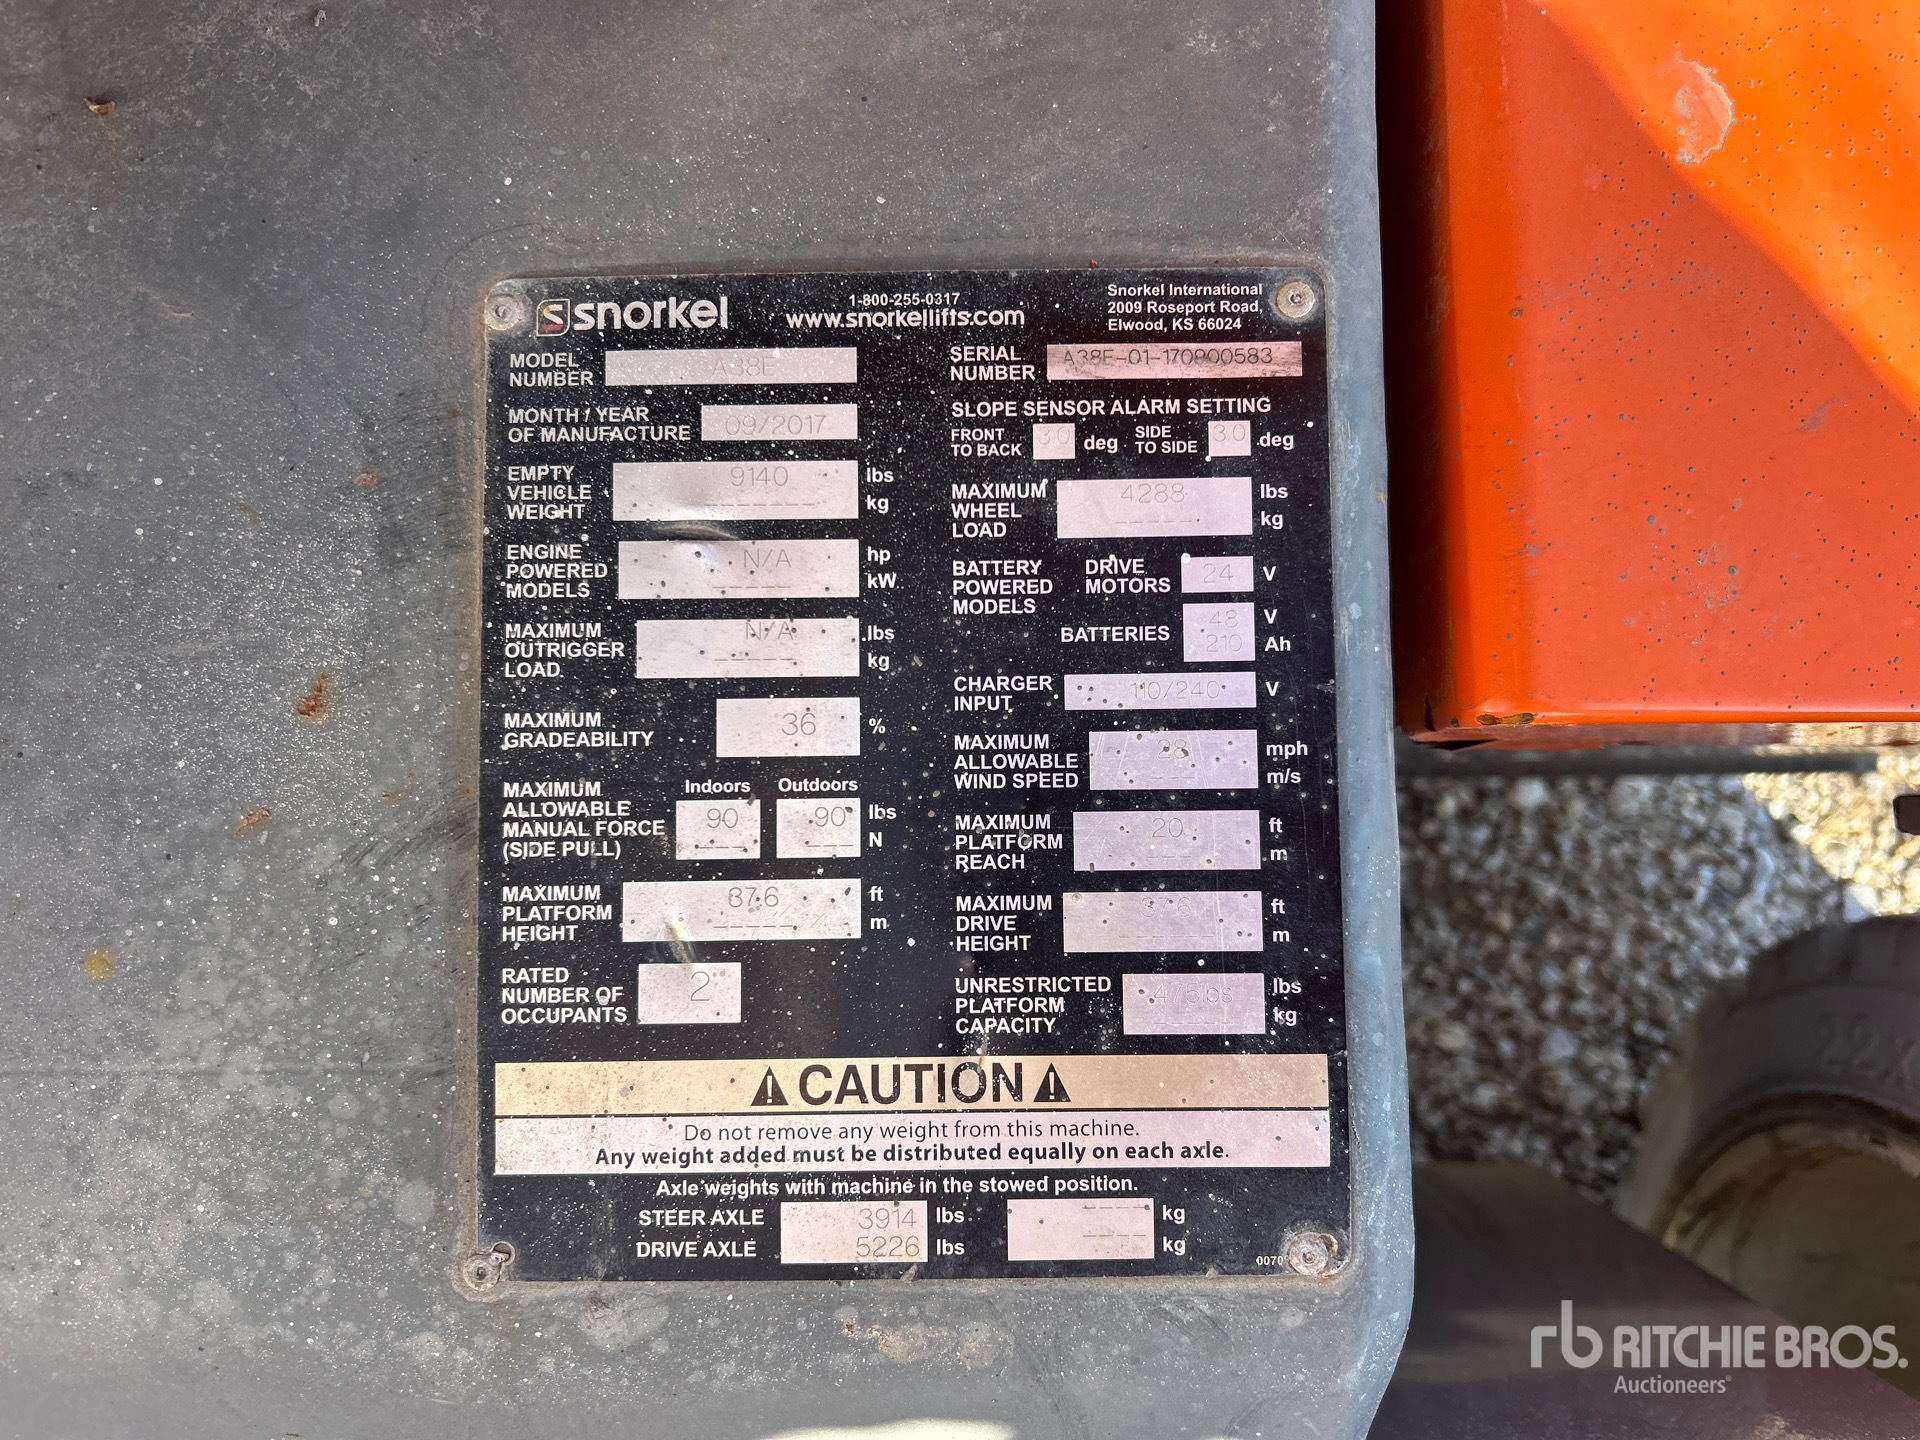 snorkel
1-800-255-0317
www.snorkellifts.com
Snorkel International
2009 Roseport Road,
Elwood, KS 66024
MODEL NUMBER A38E
MONTH / YEAR OF MANUFACTURE 09/2017
EMPTY VEHICLE WEIGHT 9140 lbs
----- kg
ENGINE POWERED MODELS N/A hp
----- kW
MAXIMUM OUTRIGGER LOAD N/A lbs
----- kg
MAXIMUM GRADEABILITY 36 %
Indoors Outdoors
MAXIMUM ALLOWABLE MANUAL FORCE (SIDE PULL) 90 90 lbs
--- --- N
MAXIMUM PLATFORM HEIGHT 37.6 ft
----- m
RATED NUMBER OF OCCUPANTS 2
SERIAL NUMBER A38E-01-170900583
SLOPE SENSOR ALARM SETTING
FRONT TO BACK 3.0 deg SIDE TO SIDE 3.0 deg
MAXIMUM WHEEL LOAD 4288 lbs
----- kg
BATTERY POWERED MODELS DRIVE MOTORS 24 V
BATTERIES 48 V
210 Ah
CHARGER INPUT 110/240 V
MAXIMUM ALLOWABLE WIND SPEED 28 mph
--- m/s
MAXIMUM PLATFORM REACH 20 ft
---- m
MAXIMUM DRIVE HEIGHT 37.6 ft
----- m
UNRESTRICTED PLATFORM CAPACITY lbs
kg
CAUTION
Do not remove any weight from this machine.
Any weight added must be distributed equally on each axle.
Axle weights with machine in the stowed position.
STEER AXLE 3914 lbs ---- kg
DRIVE AXLE 5226 lbs ---- kg
rb RITCHIE BROS.
Auctioneers